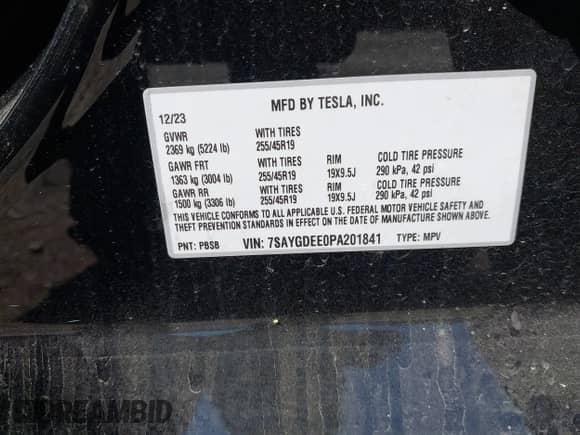 MFD BY TESLA, INC.
12/23
GVWR WITH TIRES
2369 kg (5224 lb) 255/45R19
GAWR FRT WITH TIRES RIM COLD TIRE PRESSURE
1363 kg (3004 lb) 255/45R19 19X9.5J 290 kPa, 42 psi
GAWR RR WITH TIRES RIM COLD TIRE PRESSURE
1500 kg (3306 lb) 255/45R19 19X9.5J 290 kPa, 42 psi
THIS VEHICLE CONFORMS TO ALL APPLICABLE U.S. FEDERAL MOTOR VEHICLE SAFETY AND
THEFT PREVENTION STANDARDS IN EFFECT ON THE DATE OF MANUFACTURE SHOWN ABOVE.
PNT: PBSB VIN: 7SAYGDEE0PA201841 TYPE: MPV
DREAMBID